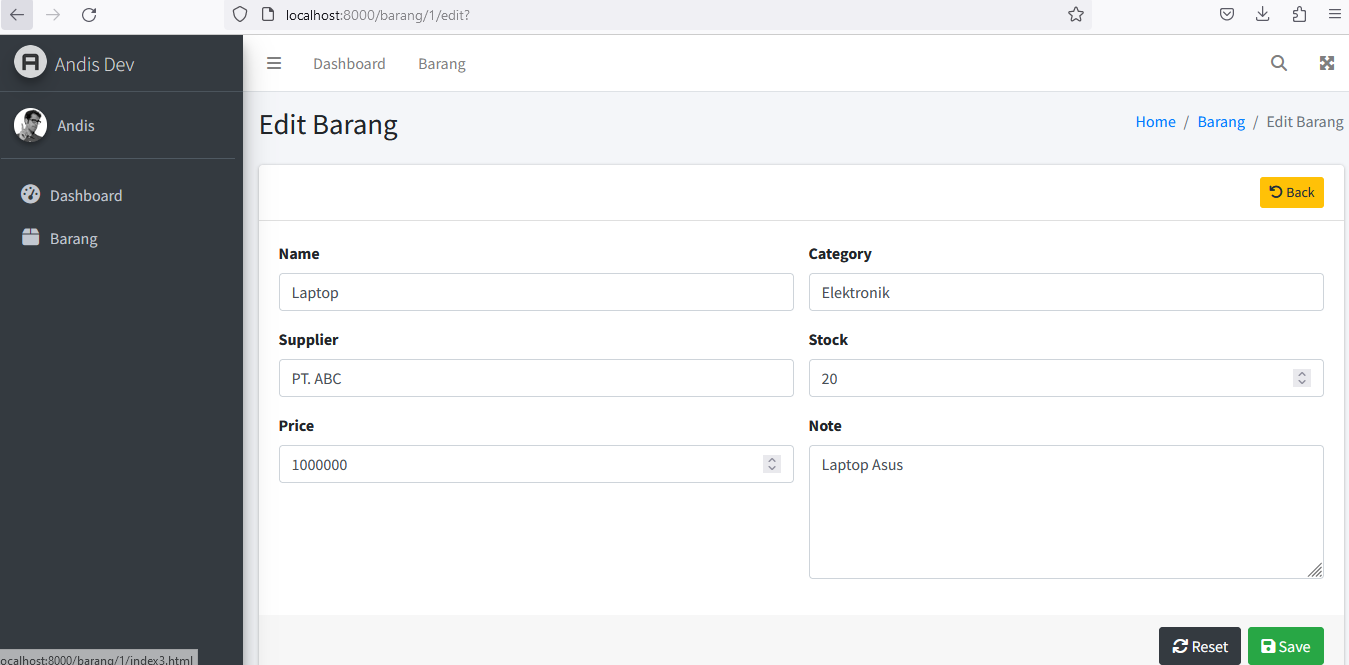 localhost:8000/barang/1/edit?
Andis Dev
Dashboard Barang
Andis
Edit Barang
Home / Barang / Edit Barang
Dashboard
Barang
Back
Name
Category
Laptop
Elektronik
Supplier
Stock
PT. ABC
20
Price
Note
1000000
Laptop Asus
Reset
Save
ocalhost:8000/barang/1/index3.html